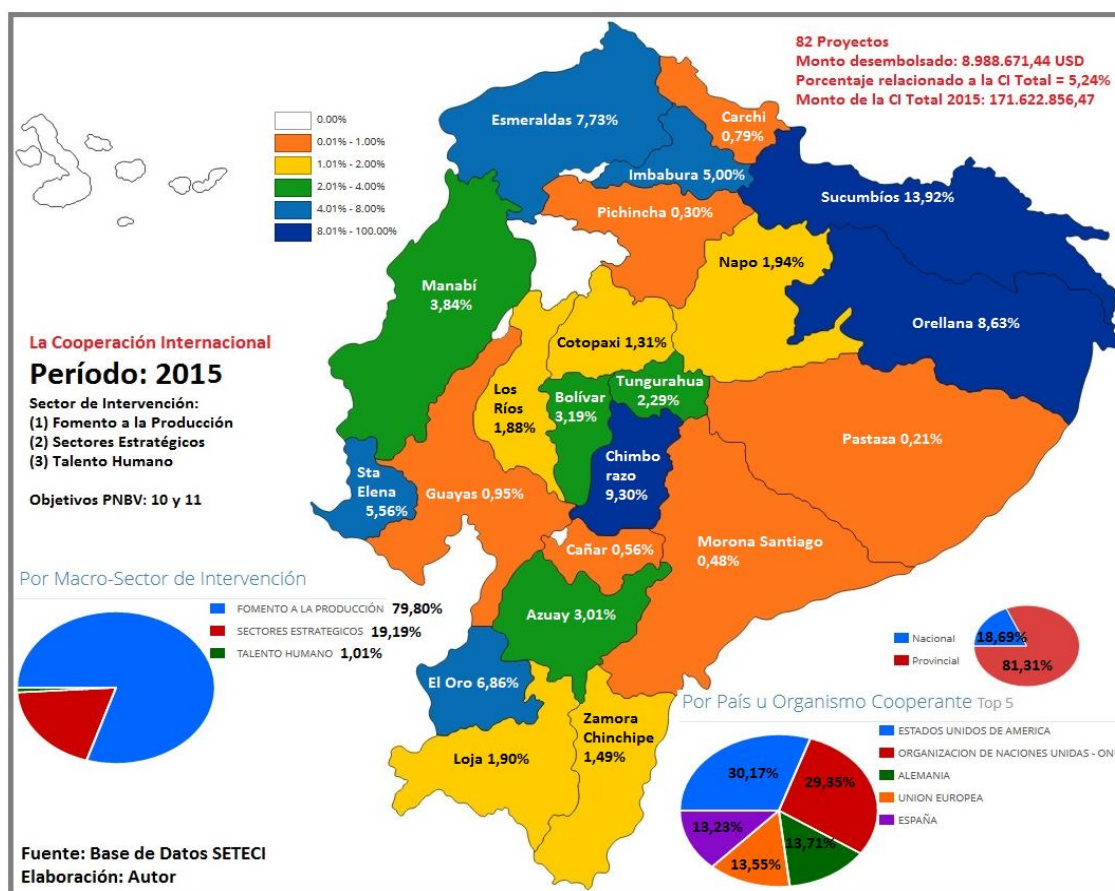 82 Proyectos
Monto desembolsado: 8.988.671,44 USD
Porcentaje relacionado a la CI Total = 5,24%
Monto de la CI Total 2015: 171.622.856,47
0.00%
0.01% - 1.00%
1.01% - 2.00%
2.01% - 4.00%
4.01% - 8.00%
8.01% - 100.00%
Esmeraldas 7,73%
Carchi
0,79%
Imbabura 5,00%
Sucumbíos 13,92%
Pichincha 0,30%
Napo 1,94%
Manabí
3,84%
Orellana 8,63%
Cotopaxi 1,31%
Tungurahua
2,29%
Los
Ríos
1,88%
Bolívar
3,19%
Pastaza 0,21%
Chimbo
razo
9,30%
Sta
Elena
5,56%
Guayas 0,95%
Cañar 0,56%
Morona Santiago
0,48%
Azuay 3,01%
El Oro 6,86%
Zamora
Chinchipe
1,49%
Loja 1,90%
La Cooperación Internacional
Período: 2015
Sector de Intervención:
(1) Fomento a la Producción
(2) Sectores Estratégicos
(3) Talento Humano
Objetivos PNBV: 10 y 11
Por Macro-Sector de Intervención
FOMENTO A LA PRODUCCIÓN 79,80%
SECTORES ESTRATEGICOS 19,19%
TALENTO HUMANO 1,01%
Nacional
Provincial
18,69%
81,31%
Por País u Organismo Cooperante Top 5
ESTADOS UNIDOS DE AMERICA
ORGANIZACION DE NACIONES UNIDAS - ONU
ALEMANIA
UNION EUROPEA
ESPAÑA
30,17%
29,35%
13,23%
13,71%
13,55%
Fuente: Base de Datos SETECI
Elaboración: Autor